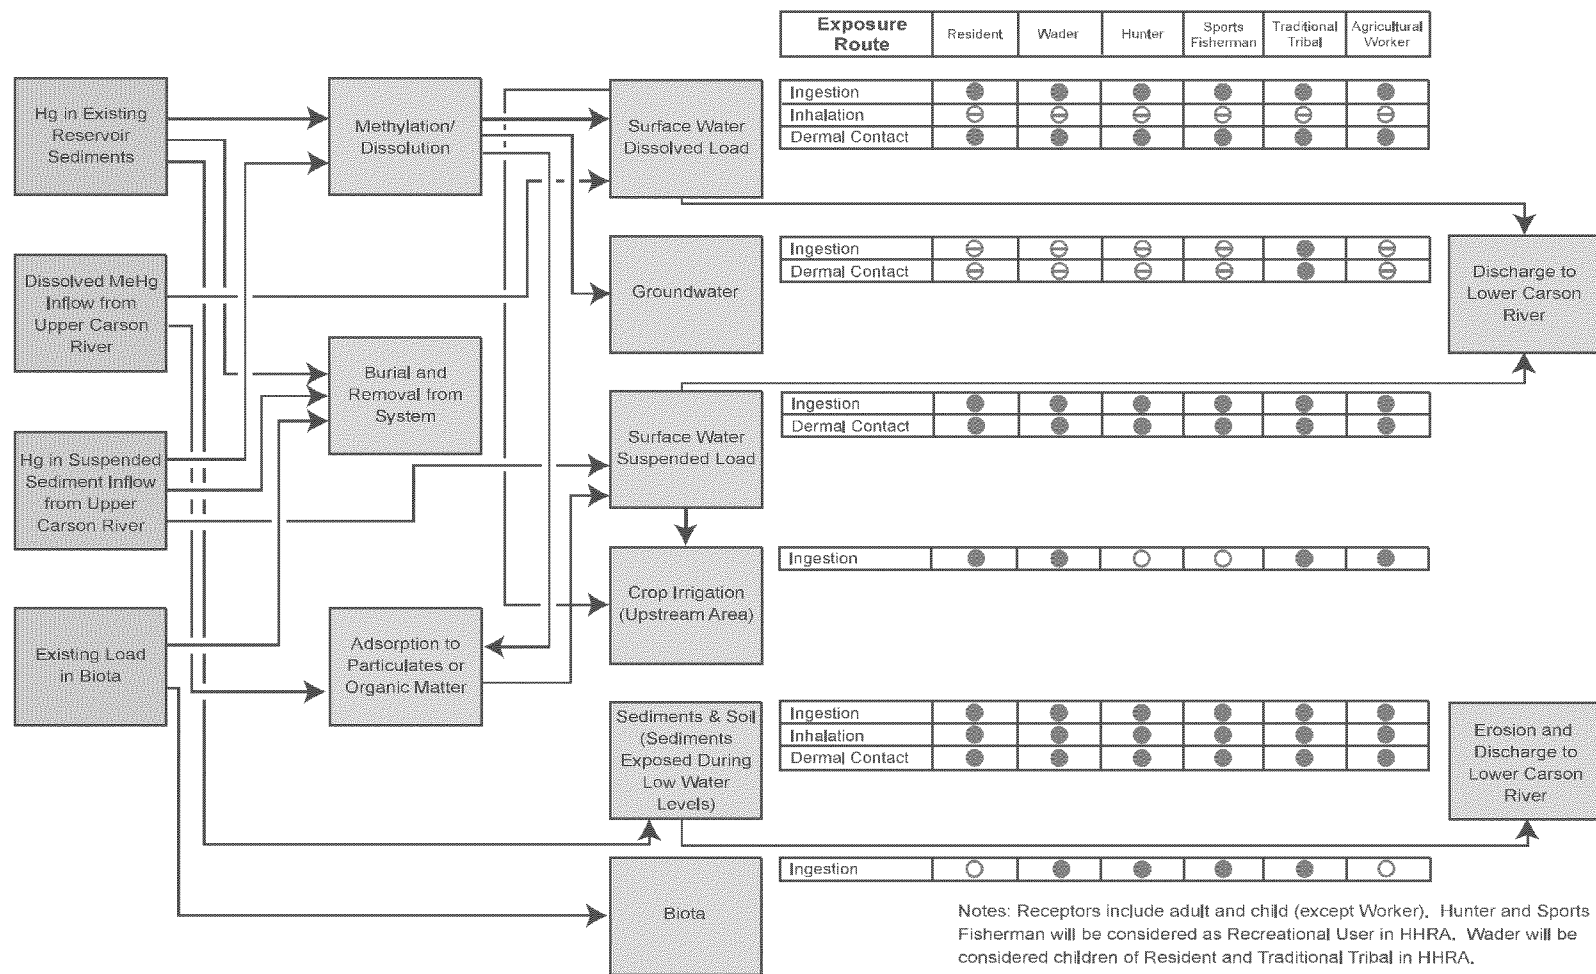 Exposure Route
Resident
Wader
Hunter
Sports Fisherman
Traditional Tribal
Agricultural Worker
Hg in Existing
Reservoir
Sediments
Methylation/
Dissolution
Surface Water
Dissolved Load
Ingestion
Inhalation
Dermal Contact
Dissolved MeHg
Inflow from
Upper Carson
River
Groundwater
Ingestion
Dermal Contact
Discharge to
Lower Carson
River
Burial and
Removal from
System
Hg in Suspended
Sediment Inflow
from Upper
Carson River
Surface Water
Suspended Load
Ingestion
Dermal Contact
Crop Irrigation
(Upstream Area)
Ingestion
Existing Load
in Biota
Adsorption to
Particulates or
Organic Matter
Sediments & Soil
(Sediments
Exposed During
Low Water
Levels)
Ingestion
Inhalation
Dermal Contact
Erosion and
Discharge to
Lower Carson
River
Biota
Ingestion
Notes: Receptors include adult and child (except Worker). Hunter and Sports
Fisherman will be considered as Recreational User in HHRA. Wader will be
considered children of Resident and Traditional Tribal in HHRA.